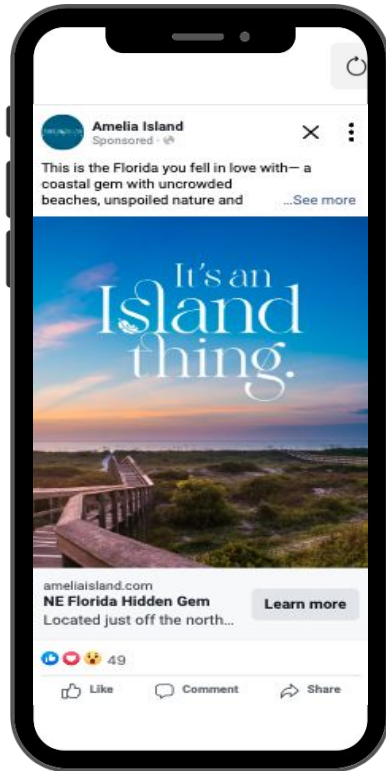 Amelia Island
Sponsored ·
This is the Florida you fell in love with— a
coastal gem with uncrowded
beaches, unspoiled nature and ...See more
It's an
Island
thing.
ameliaisland.com
NE Florida Hidden Gem
Located just off the north...
Learn more
49
Like Comment Share